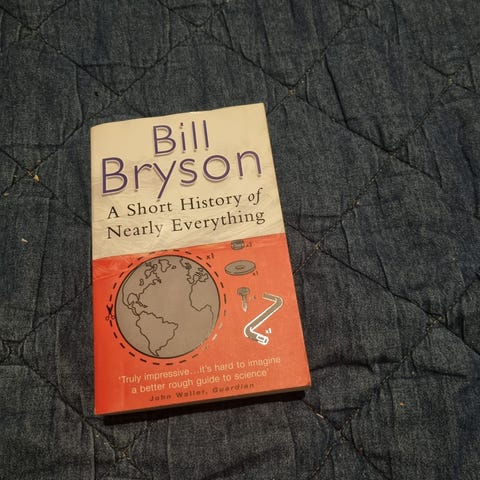 Bill
Bryson
A Short History of
Nearly Everything
x1
'Truly impressive...it's hard to imagine
a better rough guide to science'
John Waller, Guardian